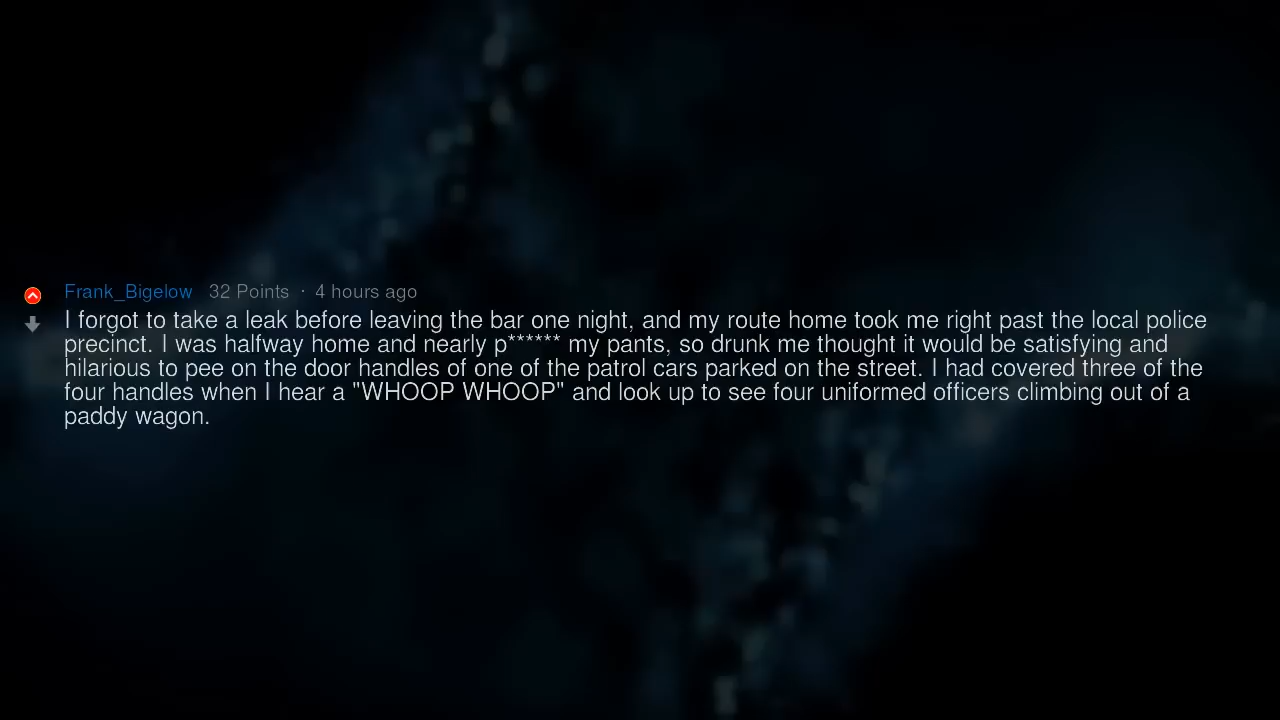 Frank_Bigelow 32 Points · 4 hours ago
I forgot to take a leak before leaving the bar one night, and my route home took me right past the local police
precinct. I was halfway home and nearly p****** my pants, so drunk me thought it would be satisfying and
hilarious to pee on the door handles of one of the patrol cars parked on the street. I had covered three of the
four handles when I hear a "WHOOP WHOOP" and look up to see four uniformed officers climbing out of a
paddy wagon.